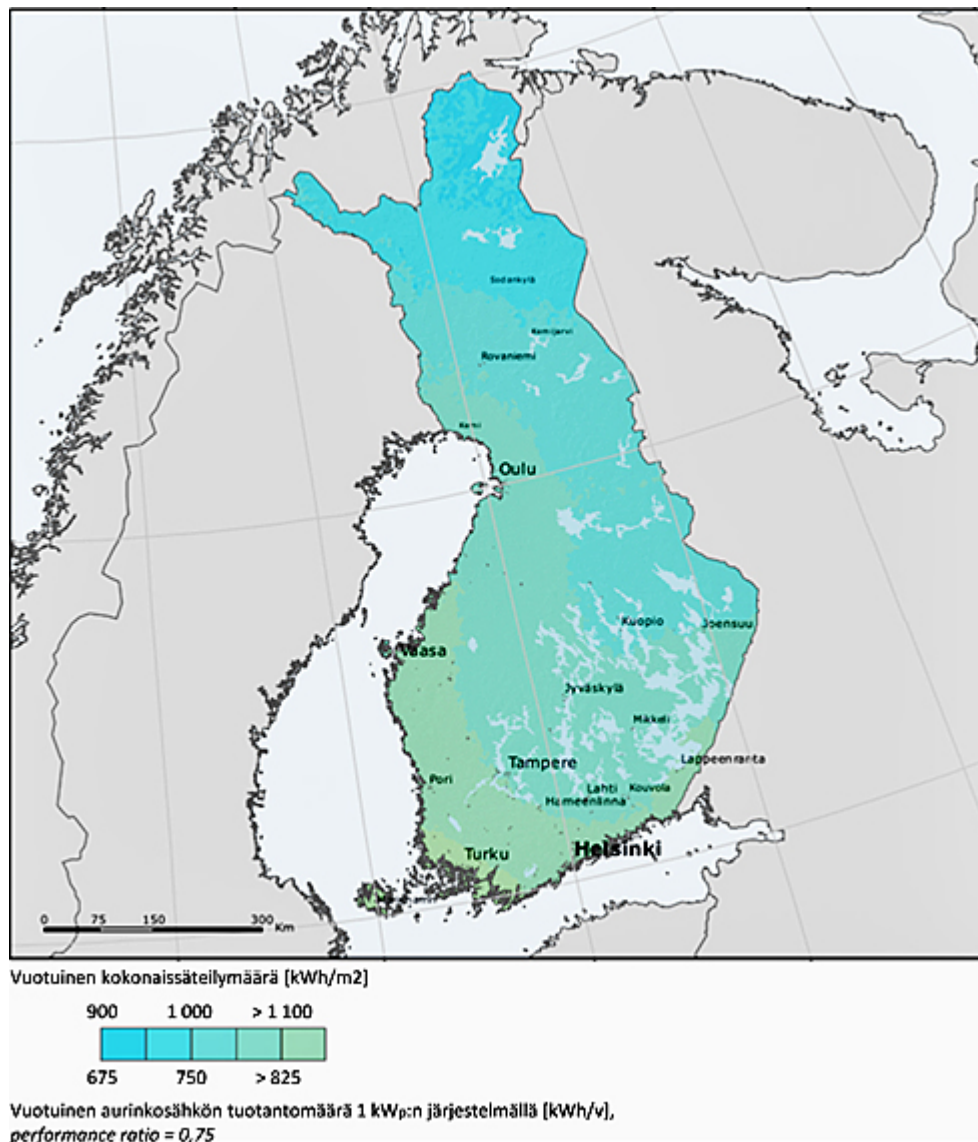 Sodankylä
Kemijarvi
Rovaniemi
Kemi
Oulu
Kuopio
Joensuu
Vaasa
Jyväskylä
Mikkeli
Lappeenranta
Tampere
Pori
Lahti
Kouvola
Hameenlinna
Helsinki
Turku
0 75 150 300 Km
Vuotuinen kokonaissäteilymäärä [kWh/m2]
900 1 000 > 1 100
675 750 > 825
Vuotuinen aurinkosähkön tuotantomäärä 1 kWp:n järjestelmällä [kWh/v],
performance ratio = 0,75